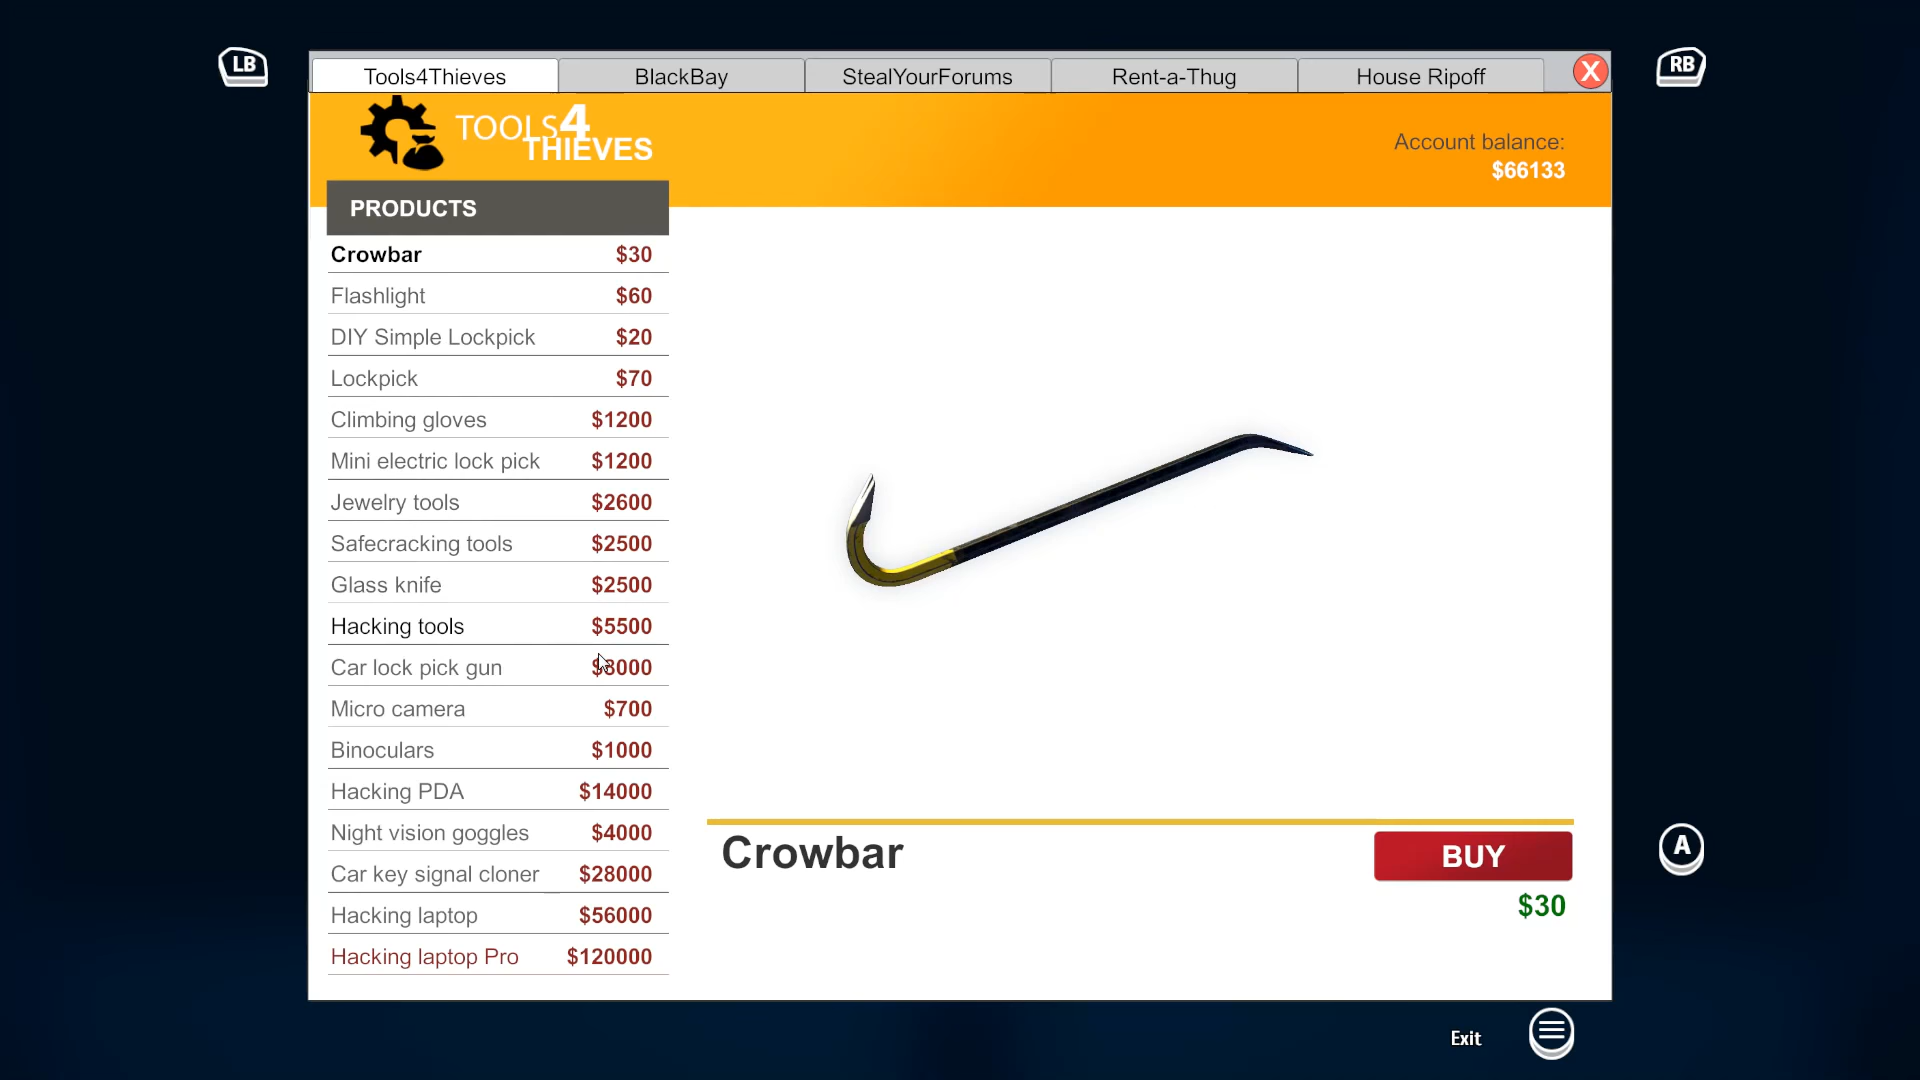 LB
RB
Tools4Thieves
BlackBay
StealYourForums
Rent-a-Thug
House Ripoff
X
TOOLS4
THIEVES
Account balance:
$66133
PRODUCTS
Crowbar $30
Flashlight $60
DIY Simple Lockpick $20
Lockpick $70
Climbing gloves $1200
Mini electric lock pick $1200
Jewelry tools $2600
Safecracking tools $2500
Glass knife $2500
Hacking tools $5500
Car lock pick gun
Micro camera $700
Binoculars $1000
Hacking PDA $14000
Night vision goggles $4000
Car key signal cloner $28000
Hacking laptop $56000
Hacking laptop Pro $120000
Crowbar
BUY
$30
A
Exit